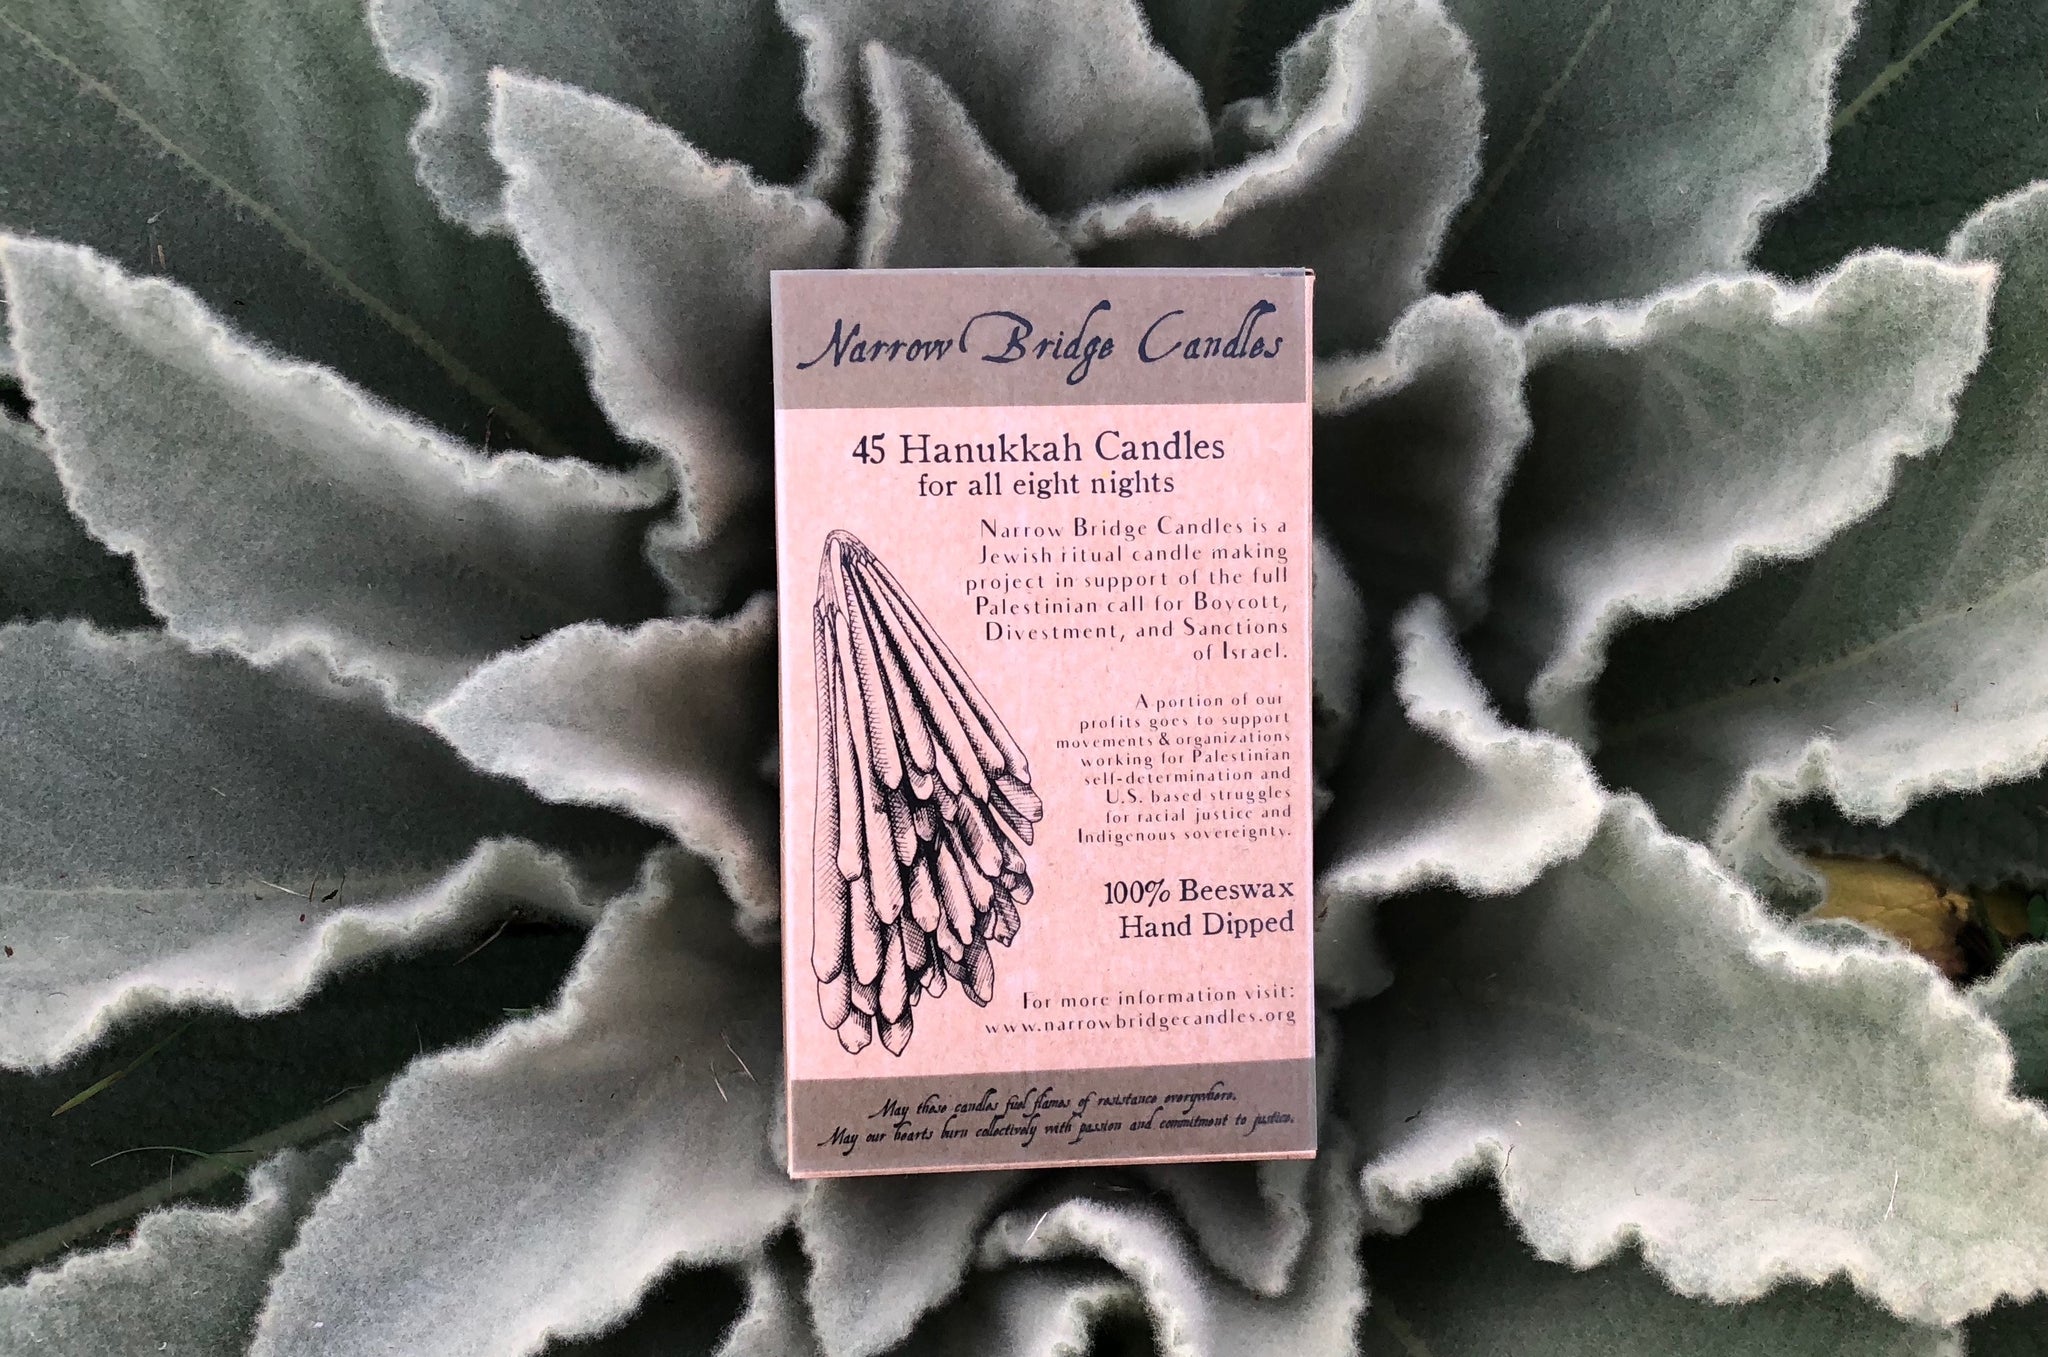 Narrow Bridge Candles
45 Hanukkah Candles
for all eight nights
Narrow Bridge Candles is a
Jewish ritual candle making
project in support of the full
Palestinian call for Boycott,
Divestment, and Sanctions
of Israel.
A portion of our
profits goes to support
movements & organizations
working for Palestinian
self-determination and
U.S. based struggles
for racial justice and
Indigenous sovereignty.
100% Beeswax
Hand Dipped
For more information visit:
www.narrowbridgecandles.org
May these candles fuel flames of resistance everywhere.
May our hearts burn collectively with passion and commitment to justice.